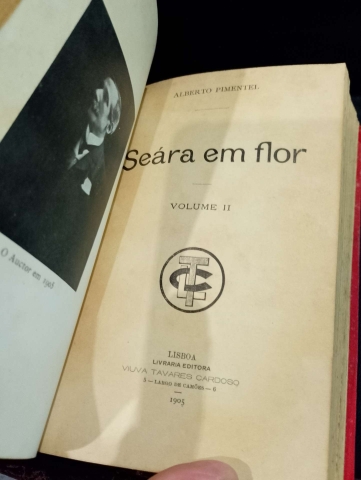 O Auctor em 1905
ALBERTO PIMENTEL
Seára em flor
VOLUME II
LISBOA
LIVRARIA EDITORA
VIUVA TAVARES CARDOSO
5 — LARGO DE CAMÕES — 6
1905